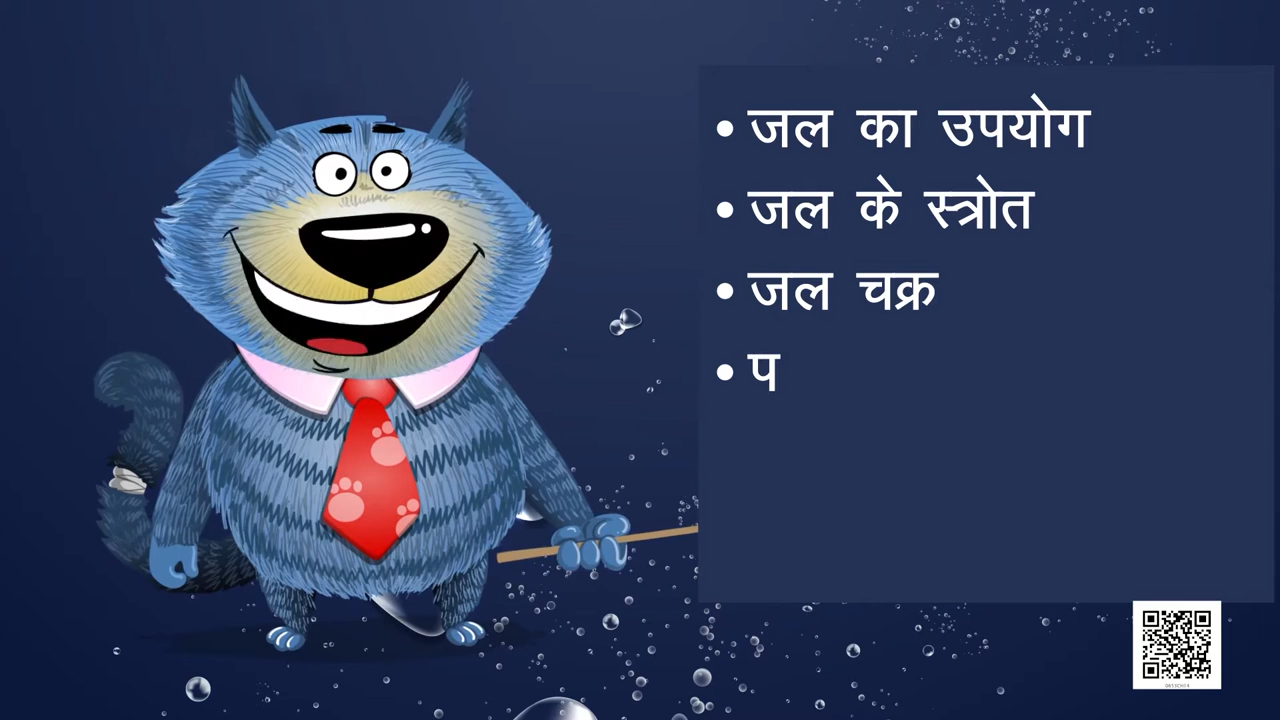 • जल का उपयोग
• जल के स्त्रोत
• जल चक्र
• प